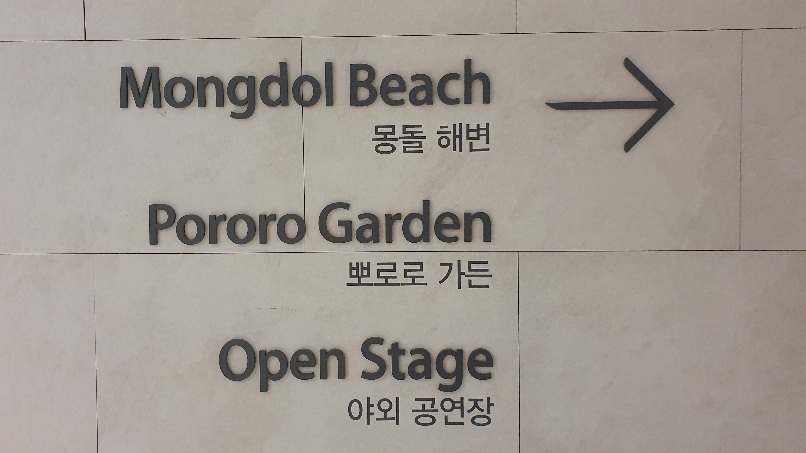 Mongdol Beach
몽돌 해변
Pororo Garden
뽀로로 가든
Open Stage
야외 공연장